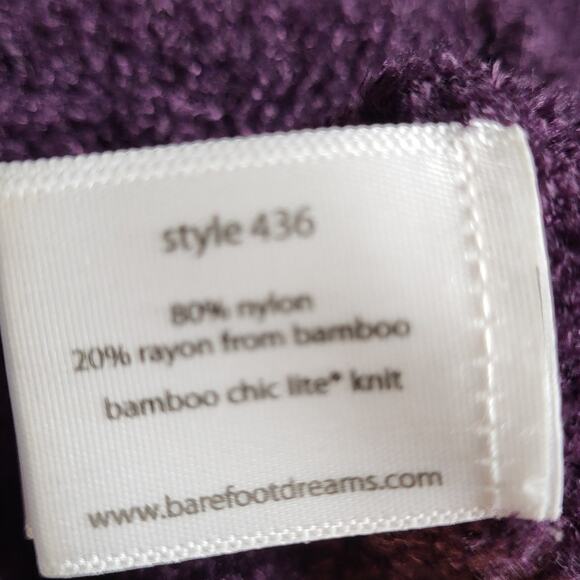 style 436
80% nylon
20% rayon from bamboo
bamboo chic lite® knit
www.barefootdreams.com